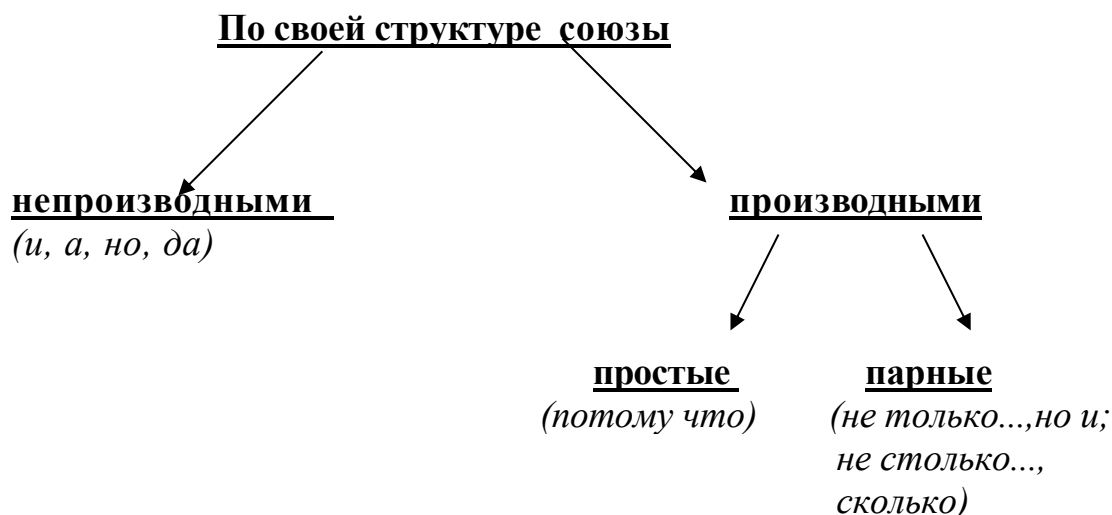 По своей структуре союзы
непроизводными
(и, а, но, да)
производными
простые
(потому что)
парные
(не только...,но и;
не столько...,
сколько)